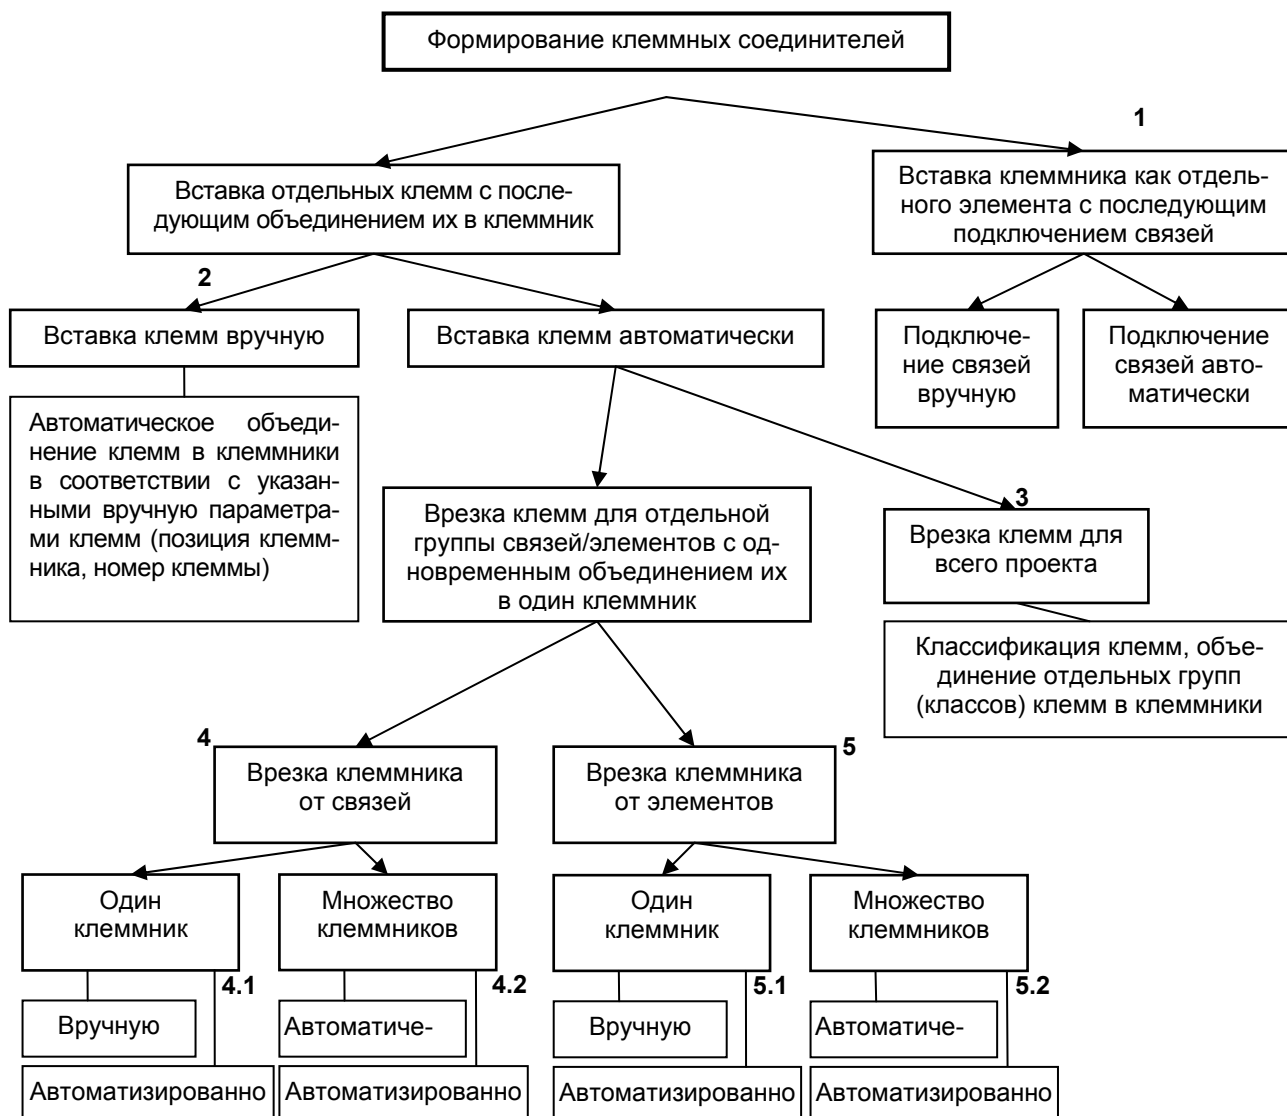 Формирование клеммных соединителей
1
Вставка отдельных клемм с после-
дующим объединением их в клеммник
Вставка клеммника как отдель-
ного элемента с последующим
подключением связей
2
Вставка клемм вручную
Вставка клемм автоматически
Подключе-
ние связей
вручную
Подключение
связей авто-
матически
Автоматическое объеди-
нение клемм в клеммники
в соответствии с указан-
ными вручную параметра-
ми клемм (позиция клемм-
ника, номер клеммы)
Врезка клемм для отдельной
группы связей/элементов с од-
новременным объединением их
в один клеммник
3
Врезка клемм для
всего проекта
Классификация клемм, объе-
динение отдельных групп
(классов) клемм в клеммники
4
Врезка клеммника
от связей
5
Врезка клеммника
от элементов
Один
клеммник
Множество
клеммников
Один
клеммник
Множество
клеммников
4.1
4.2
5.1
5.2
Вручную
Автоматиче-
Вручную
Автоматиче-
Автоматизированно
Автоматизированно
Автоматизированно
Автоматизированно